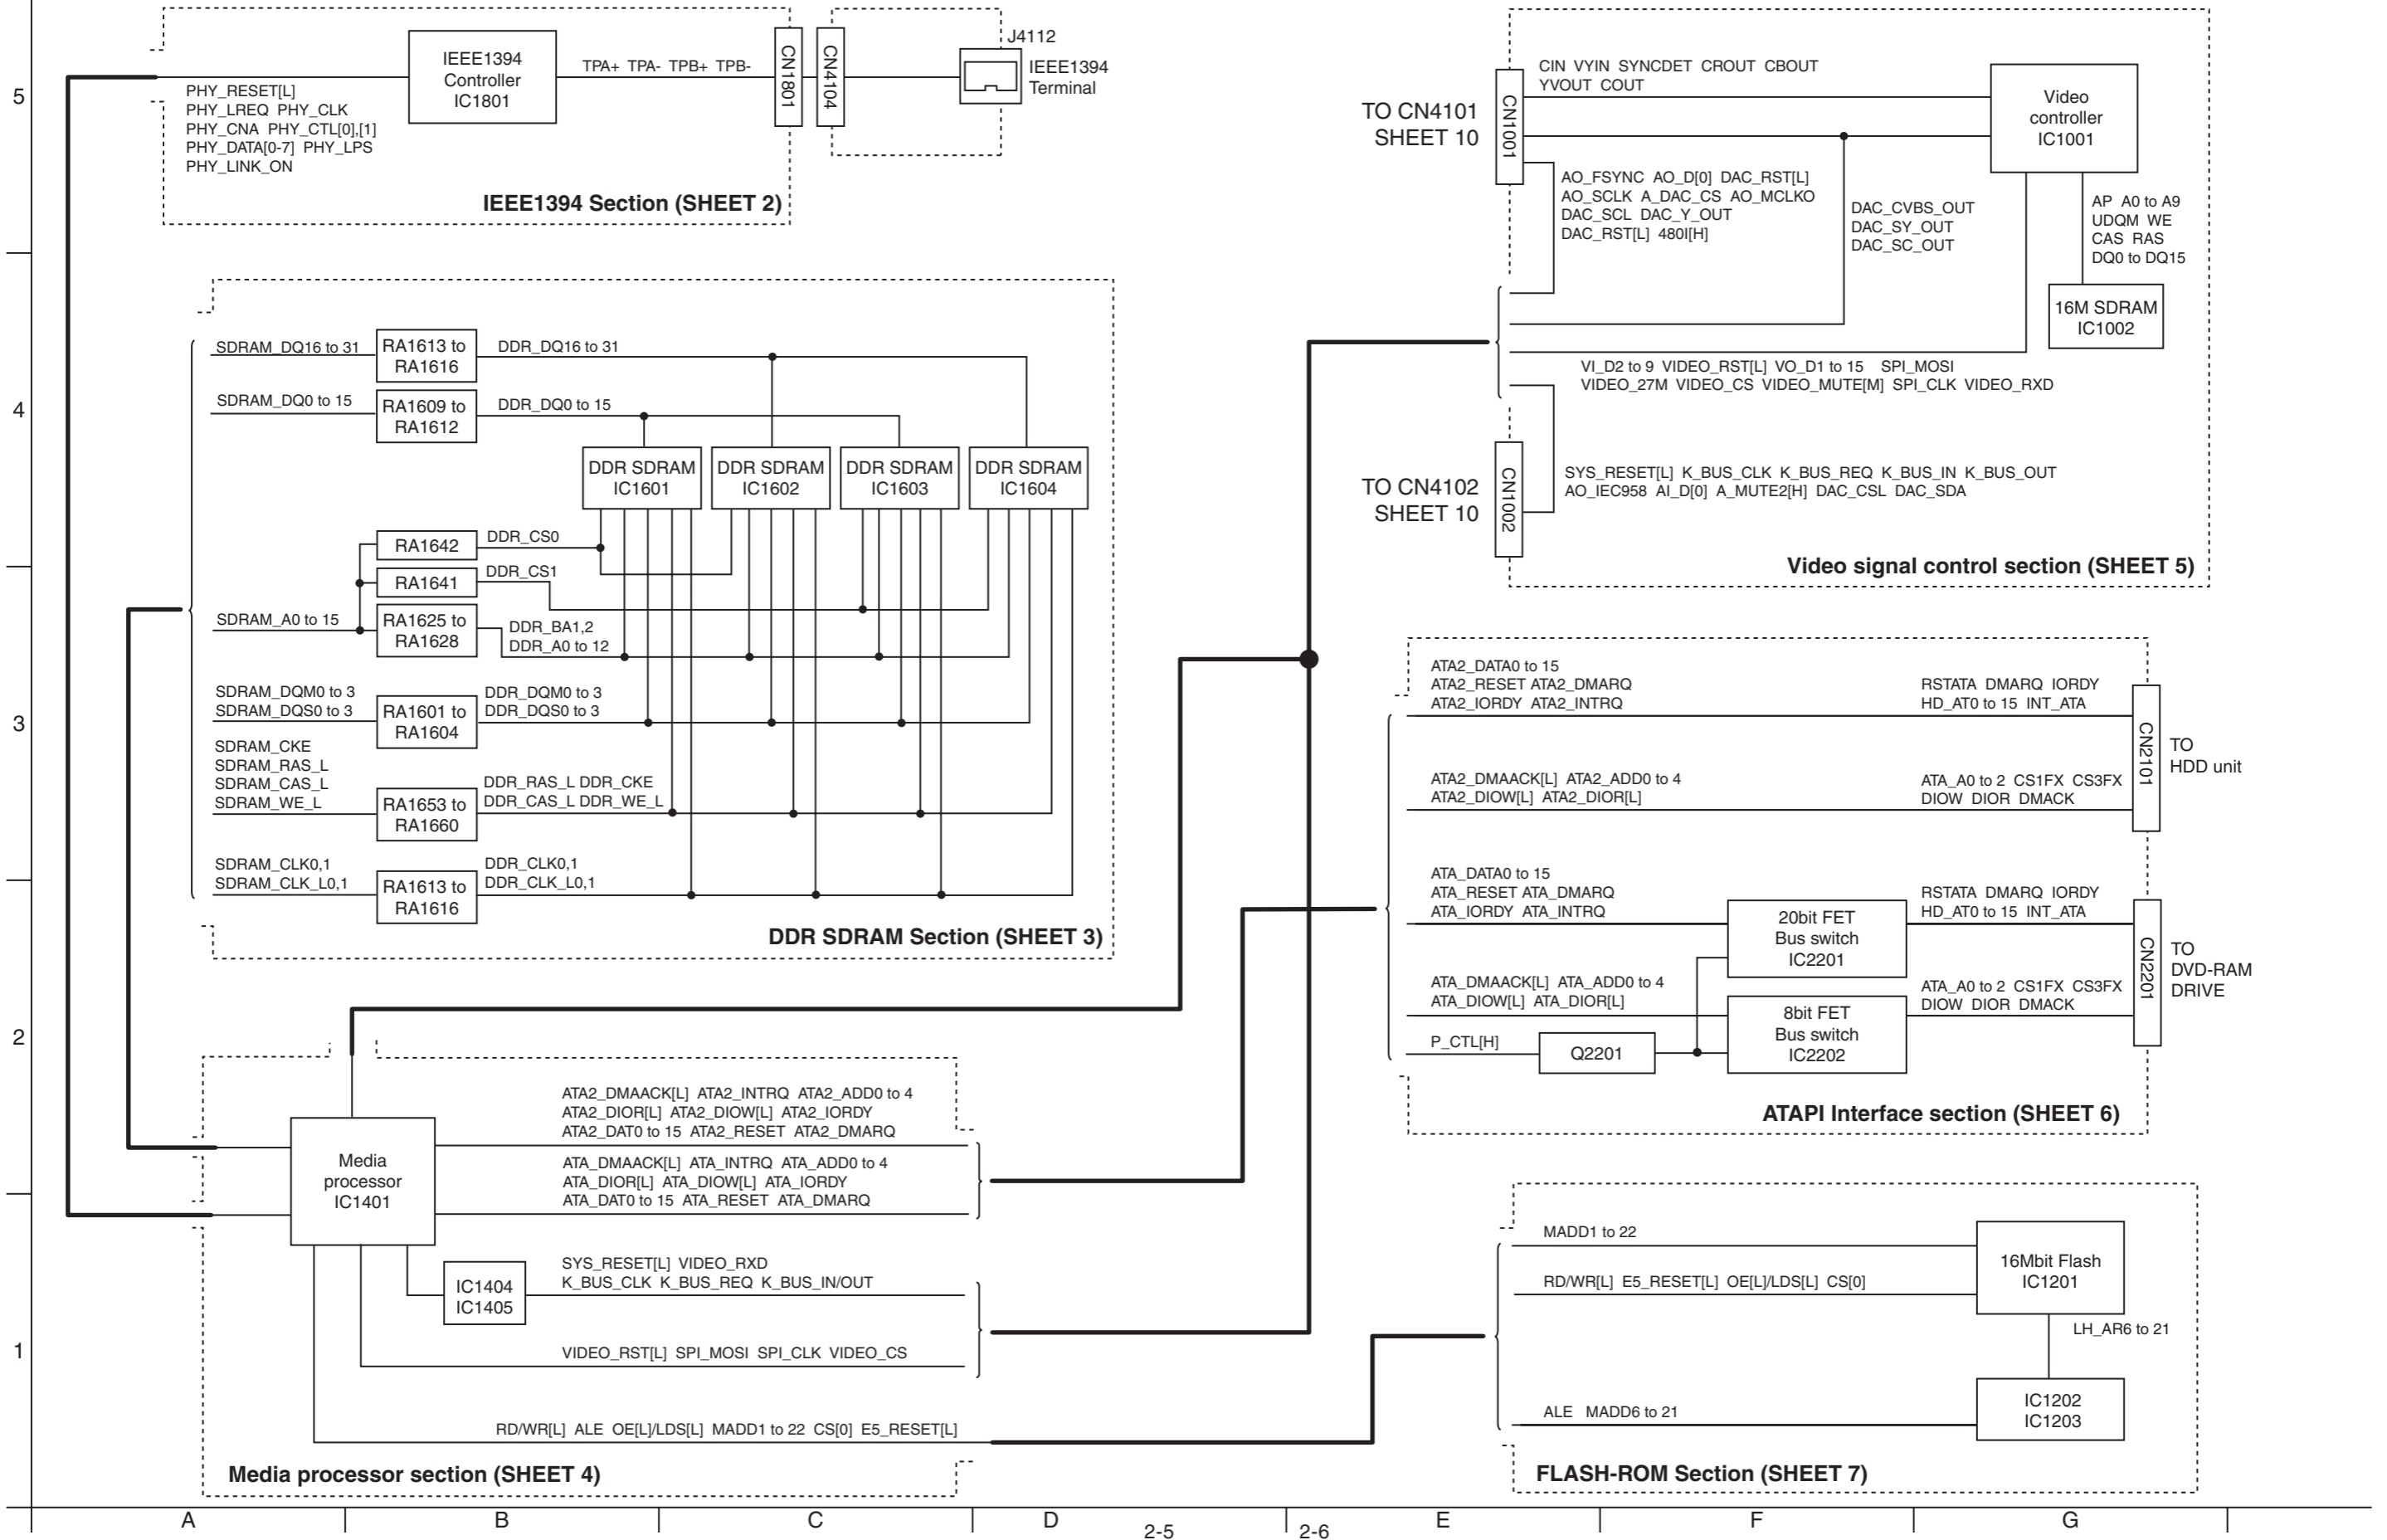 5
4
3
2
1
PHY_RESET[L]
PHY_LREQ PHY_CLK
PHY_CNA PHY_CTL[0],[1]
PHY_DATA[0-7] PHY_LPS
PHY_LINK_ON
IEEE1394
Controller
IC1801
TPA+ TPA- TPB+ TPB-
CN1801
CN4104
J4112
IEEE1394
Terminal
IEEE1394 Section (SHEET 2)
SDRAM_DQ16 to 31
RA1613 to
RA1616
DDR_DQ16 to 31
SDRAM_DQ0 to 15
RA1609 to
RA1612
DDR_DQ0 to 15
DDR SDRAM
IC1601
DDR SDRAM
IC1602
DDR SDRAM
IC1603
DDR SDRAM
IC1604
RA1642
DDR_CS0
RA1641
DDR_CS1
SDRAM_A0 to 15
RA1625 to
RA1628
DDR_BA1,2
DDR_A0 to 12
SDRAM_DQM0 to 3
SDRAM_DQS0 to 3
RA1601 to
RA1604
DDR_DQM0 to 3
DDR_DQS0 to 3
SDRAM_CKE
SDRAM_RAS_L
SDRAM_CAS_L
SDRAM_WE_L
RA1653 to
RA1660
DDR_RAS_L DDR_CKE
DDR_CAS_L DDR_WE_L
SDRAM_CLK0,1
SDRAM_CLK_L0,1
RA1613 to
RA1616
DDR_CLK0,1
DDR_CLK_L0,1
DDR SDRAM Section (SHEET 3)
Media
processor
IC1401
ATA2_DMAACK[L] ATA2_INTRQ ATA2_ADD0 to 4
ATA2_DIOR[L] ATA2_DIOW[L] ATA2_IORDY
ATA2_DAT0 to 15 ATA2_RESET ATA2_DMARQ
ATA_DMAACK[L] ATA_INTRQ ATA_ADD0 to 4
ATA_DIOR[L] ATA_DIOW[L] ATA_IORDY
ATA_DAT0 to 15 ATA_RESET ATA_DMARQ
IC1404
IC1405
SYS_RESET[L] VIDEO_RXD
K_BUS_CLK K_BUS_REQ K_BUS_IN/OUT
VIDEO_RST[L] SPI_MOSI SPI_CLK VIDEO_CS
RD/WR[L] ALE OE[L]/LDS[L] MADD1 to 22 CS[0] E5_RESET[L]
Media processor section (SHEET 4)
TO CN4101
SHEET 10
CN1001
CIN VYIN SYNCDET CROUT CBOUT
YVOUT COUT
Video
controller
IC1001
AO_FSYNC AO_D[0] DAC_RST[L]
AO_SCLK A_DAC_CS AO_MCLKO
DAC_SCL DAC_Y_OUT
DAC_RST[L] 480I[H]
DAC_CVBS_OUT
DAC_SY_OUT
DAC_SC_OUT
AP A0 to A9
UDQM WE
CAS RAS
DQ0 to DQ15
16M SDRAM
IC1002
VI_D2 to 9 VIDEO_RST[L] VO_D1 to 15 SPI_MOSI
VIDEO_27M VIDEO_CS VIDEO_MUTE[M] SPI_CLK VIDEO_RXD
TO CN4102
SHEET 10
CN1002
SYS_RESET[L] K_BUS_CLK K_BUS_REQ K_BUS_IN K_BUS_OUT
AO_IEC958 AI_D[0] A_MUTE2[H] DAC_CSL DAC_SDA
Video signal control section (SHEET 5)
ATA2_DATA0 to 15
ATA2_RESET ATA2_DMARQ
ATA2_IORDY ATA2_INTRQ
RSTATA DMARQ IORDY
HD_AT0 to 15 INT_ATA
CN2101
TO
HDD unit
ATA2_DMAACK[L] ATA2_ADD0 to 4
ATA2_DIOW[L] ATA2_DIOR[L]
ATA_A0 to 2 CS1FX CS3FX
DIOW DIOR DMACK
ATA_DATA0 to 15
ATA_RESET ATA_DMARQ
ATA_IORDY ATA_INTRQ
20bit FET
Bus switch
IC2201
RSTATA DMARQ IORDY
HD_AT0 to 15 INT_ATA
CN2201
TO
DVD-RAM
DRIVE
ATA_DMAACK[L] ATA_ADD0 to 4
ATA_DIOW[L] ATA_DIOR[L]
8bit FET
Bus switch
IC2202
ATA_A0 to 2 CS1FX CS3FX
DIOW DIOR DMACK
P_CTL[H]
Q2201
ATAPI Interface section (SHEET 6)
MADD1 to 22
16Mbit Flash
IC1201
RD/WR[L] E5_RESET[L] OE[L]/LDS[L] CS[0]
LH_AR6 to 21
IC1202
IC1203
ALE MADD6 to 21
FLASH-ROM Section (SHEET 7)
A
B
C
D
2-5
2-6
E
F
G